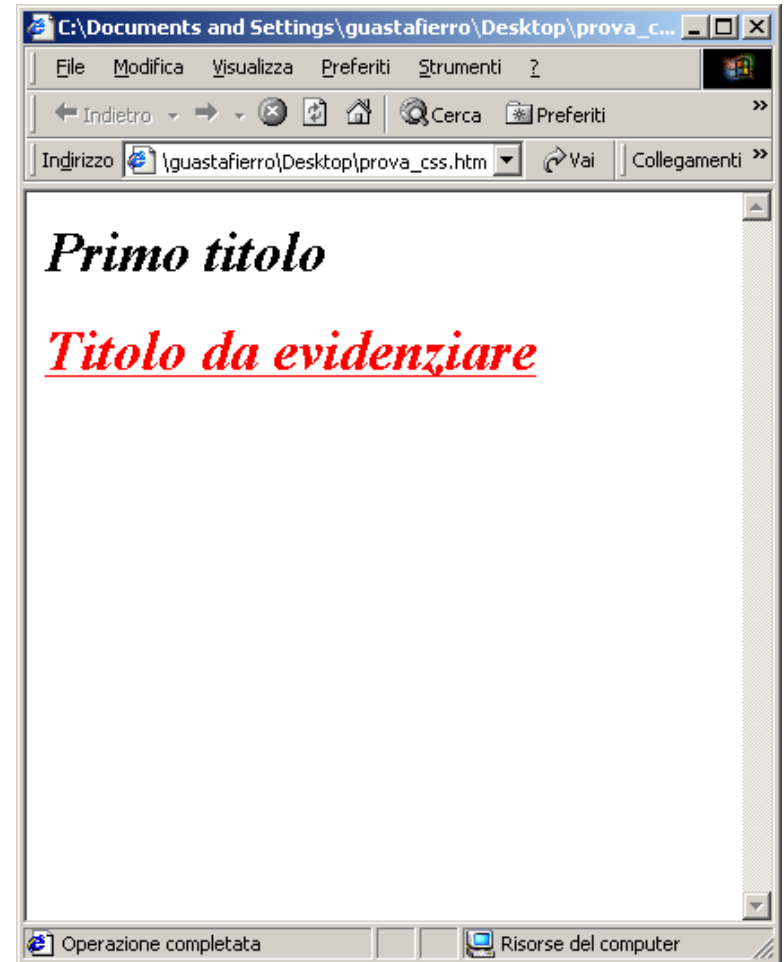 C:\Documents and Settings\guastafierro\Desktop\prova_c...
File Modifica Visualizza Preferiti Strumenti ?
Indietro Cerca Preferiti »
Indirizzo \guastafierro\Desktop\prova_css.htm Vai Collegamenti »
Primo titolo
Titolo da evidenziare
Operazione completata Risorse del computer